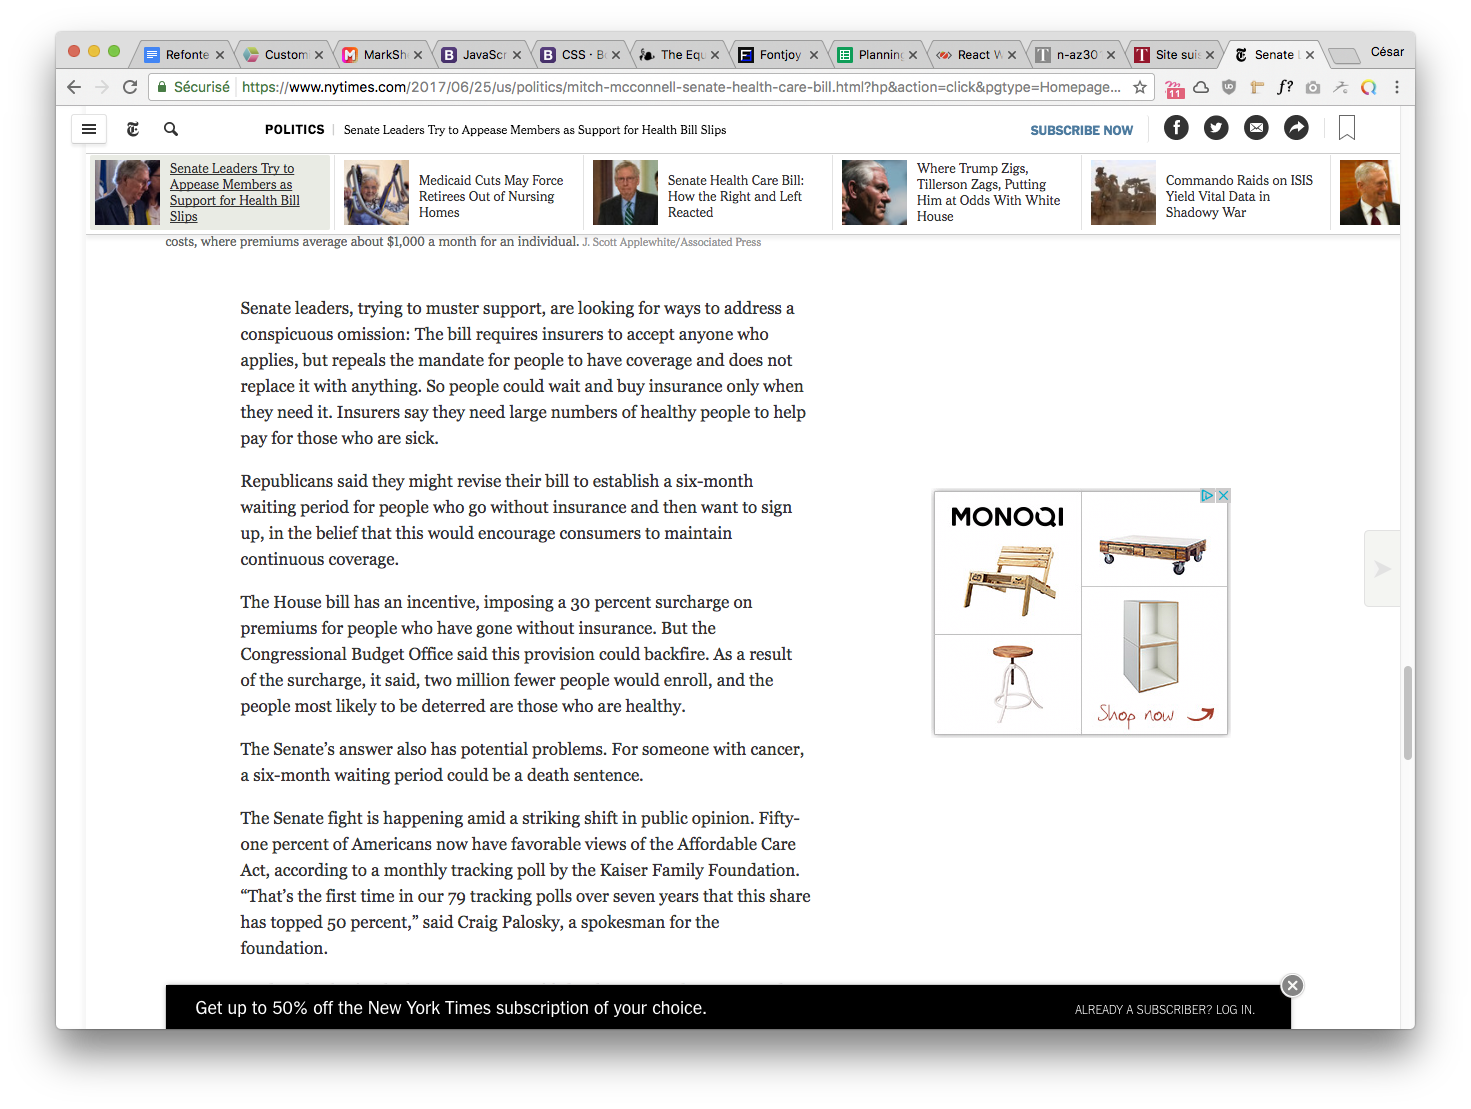 Refonte
Customi
MarkShe
JavaScr
CSS · Bo
The Equ
Fontjoy
Planning
React W
n-az30
Site suis
Senate L
César
Sécurisé
https://www.nytimes.com/2017/06/25/us/politics/mitch-mcconnell-senate-health-care-bill.html?hp&action=click&pgtype=Homepage...
11
f?
POLITICS
Senate Leaders Try to Appease Members as Support for Health Bill Slips
SUBSCRIBE NOW
Senate Leaders Try to
Appease Members as
Support for Health Bill
Slips
Medicaid Cuts May Force
Retirees Out of Nursing
Homes
Senate Health Care Bill:
How the Right and Left
Reacted
Where Trump Zigs,
Tillerson Zags, Putting
Him at Odds With White
House
Commando Raids on ISIS
Yield Vital Data in
Shadowy War
costs, where premiums average about $1,000 a month for an individual. J. Scott Applewhite/Associated Press
Senate leaders, trying to muster support, are looking for ways to address a
conspicuous omission: The bill requires insurers to accept anyone who
applies, but repeals the mandate for people to have coverage and does not
replace it with anything. So people could wait and buy insurance only when
they need it. Insurers say they need large numbers of healthy people to help
pay for those who are sick.
Republicans said they might revise their bill to establish a six-month
waiting period for people who go without insurance and then want to sign
up, in the belief that this would encourage consumers to maintain
continuous coverage.
The House bill has an incentive, imposing a 30 percent surcharge on
premiums for people who have gone without insurance. But the
Congressional Budget Office said this provision could backfire. As a result
of the surcharge, it said, two million fewer people would enroll, and the
people most likely to be deterred are those who are healthy.
The Senate’s answer also has potential problems. For someone with cancer,
a six-month waiting period could be a death sentence.
The Senate fight is happening amid a striking shift in public opinion. Fifty-
one percent of Americans now have favorable views of the Affordable Care
Act, according to a monthly tracking poll by the Kaiser Family Foundation.
“That’s the first time in our 79 tracking polls over seven years that this share
has topped 50 percent,” said Craig Palosky, a spokesman for the
foundation.
MONOQI
Shop now
Get up to 50% off the New York Times subscription of your choice.
ALREADY A SUBSCRIBER? LOG IN.